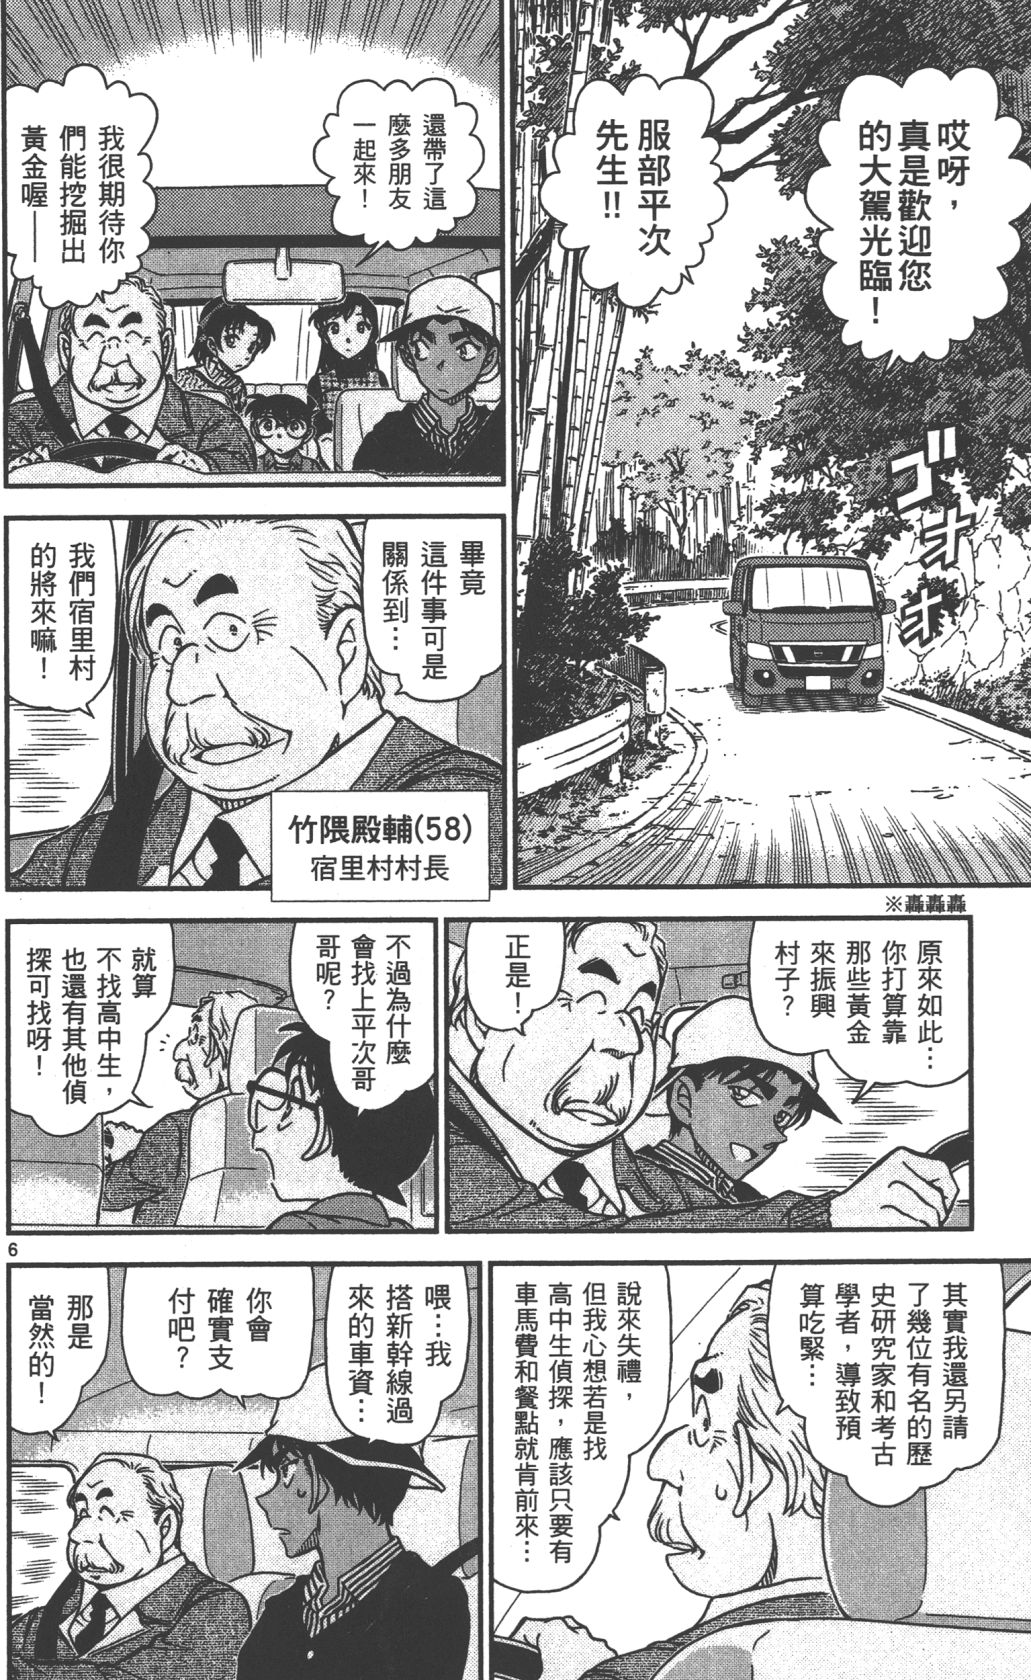 哎呀，
真是歡迎您
的大駕光臨！
服部平次
先生!!
ゴォォ
※轟轟轟
還帶了這
麼多朋友
一起來！
我很期待你
們能挖掘出
黃金喔——
畢竟
這件事可是
關係到…
我們宿里村
的將來嘛！
竹隈殿輔(58)
宿里村村長
原來如此…
你打算靠
那些黃金
來振興
村子？
正是！
不過為什麼
會找上平次哥
哥呢？
就算
不找高中生，
也還有其他偵
探可找呀！
6
其實我還另請
了幾位有名的歷
史研究家和考古
學者，導致預
算吃緊…
說來失禮，
但我心想若是找
高中生偵探，應該只要有
車馬費和餐點就肯前來…
喂…我
搭新幹線過
來的車資…
你會
確實支
付吧？
那是
當然的！